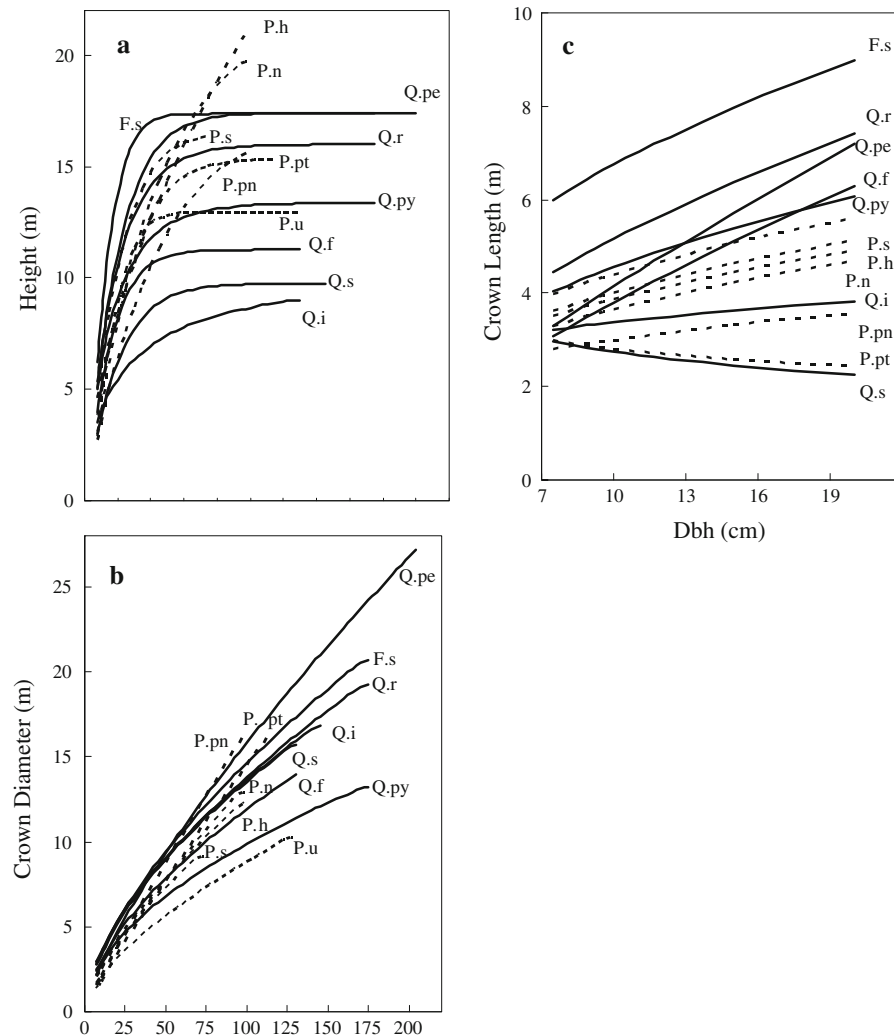 a
P.h
P.n
Q.pe
F.s
P.s
Q.r
P.pt
P.pn
Q.py
P.u
Q.f
Q.s
Q.i
Height (m)
20
15
10
5
0
c
F.s
Q.r
Q.pe
Q.f
Q.py
P.s
P.h
P.n
Q.i
P.pn
P.pt
Q.s
Crown Length (m)
10
8
6
4
2
0
7 10 13 16 19
Dbh (cm)
b
Q.pe
F.s
Q.r
P. pt
P.pn
Q.i
Q.s
P.n
Q.f
Q.py
P.h
P.s
P.u
Crown Diameter (m)
25
20
15
10
5
0
0 25 50 75 100 125 150 175 200